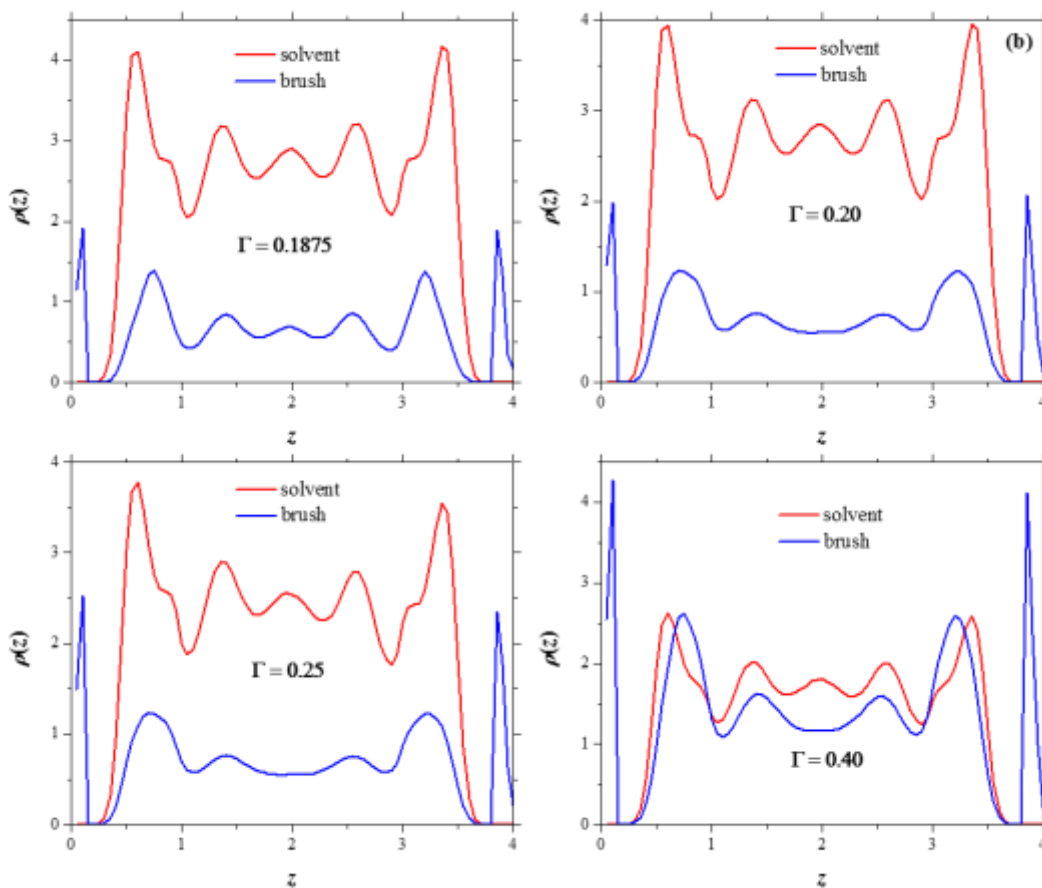 solvent
brush
Γ = 0.1875
ρ(z)
0
1
2
3
4
0
1
2
3
4
z
(b)
solvent
brush
Γ = 0.20
ρ(z)
0
1
2
3
4
0
1
2
3
4
z
solvent
brush
Γ = 0.25
ρ(z)
0
1
2
3
4
0
1
2
3
4
z
solvent
brush
Γ = 0.40
ρ(z)
0
1
2
3
4
0
1
2
3
4
z